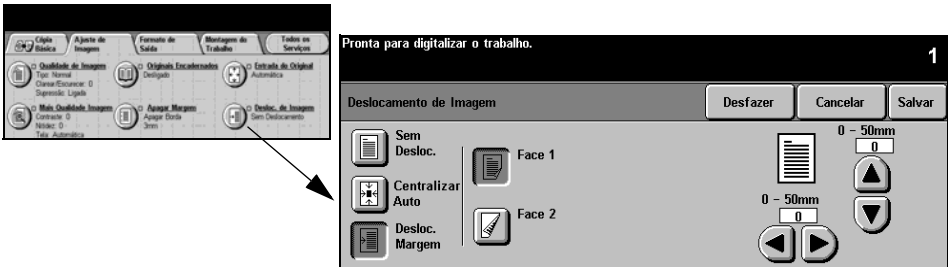 Cópia Básica
Ajuste de Imagem
Formato de Saída
Montagem do Trabalho
Todos os Serviços
Qualidade de Imagem
Tipo: Normal
Clarear/Escurecer: 0
Supressão: Ligada
Originais Encadernados
Desligado
Entrada do Original
Automática
Mais Qualidade Imagem
Contraste: 0
Nitidez: 0
Tela: Automática
Apagar Margem
Apagar Borda
3mm
Desloc. de Imagem
Sem Deslocamento
Pronta para digitalizar o trabalho.
1
Deslocamento de Imagem
Desfazer
Cancelar
Salvar
Sem
Desloc.
Centralizar
Auto
Desloc.
Margem
Face 1
Face 2
0 - 50mm
0
0 - 50mm
0